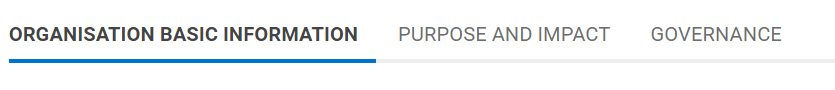 ORGANISATION BASIC INFORMATION PURPOSE AND IMPACT GOVERNANCE